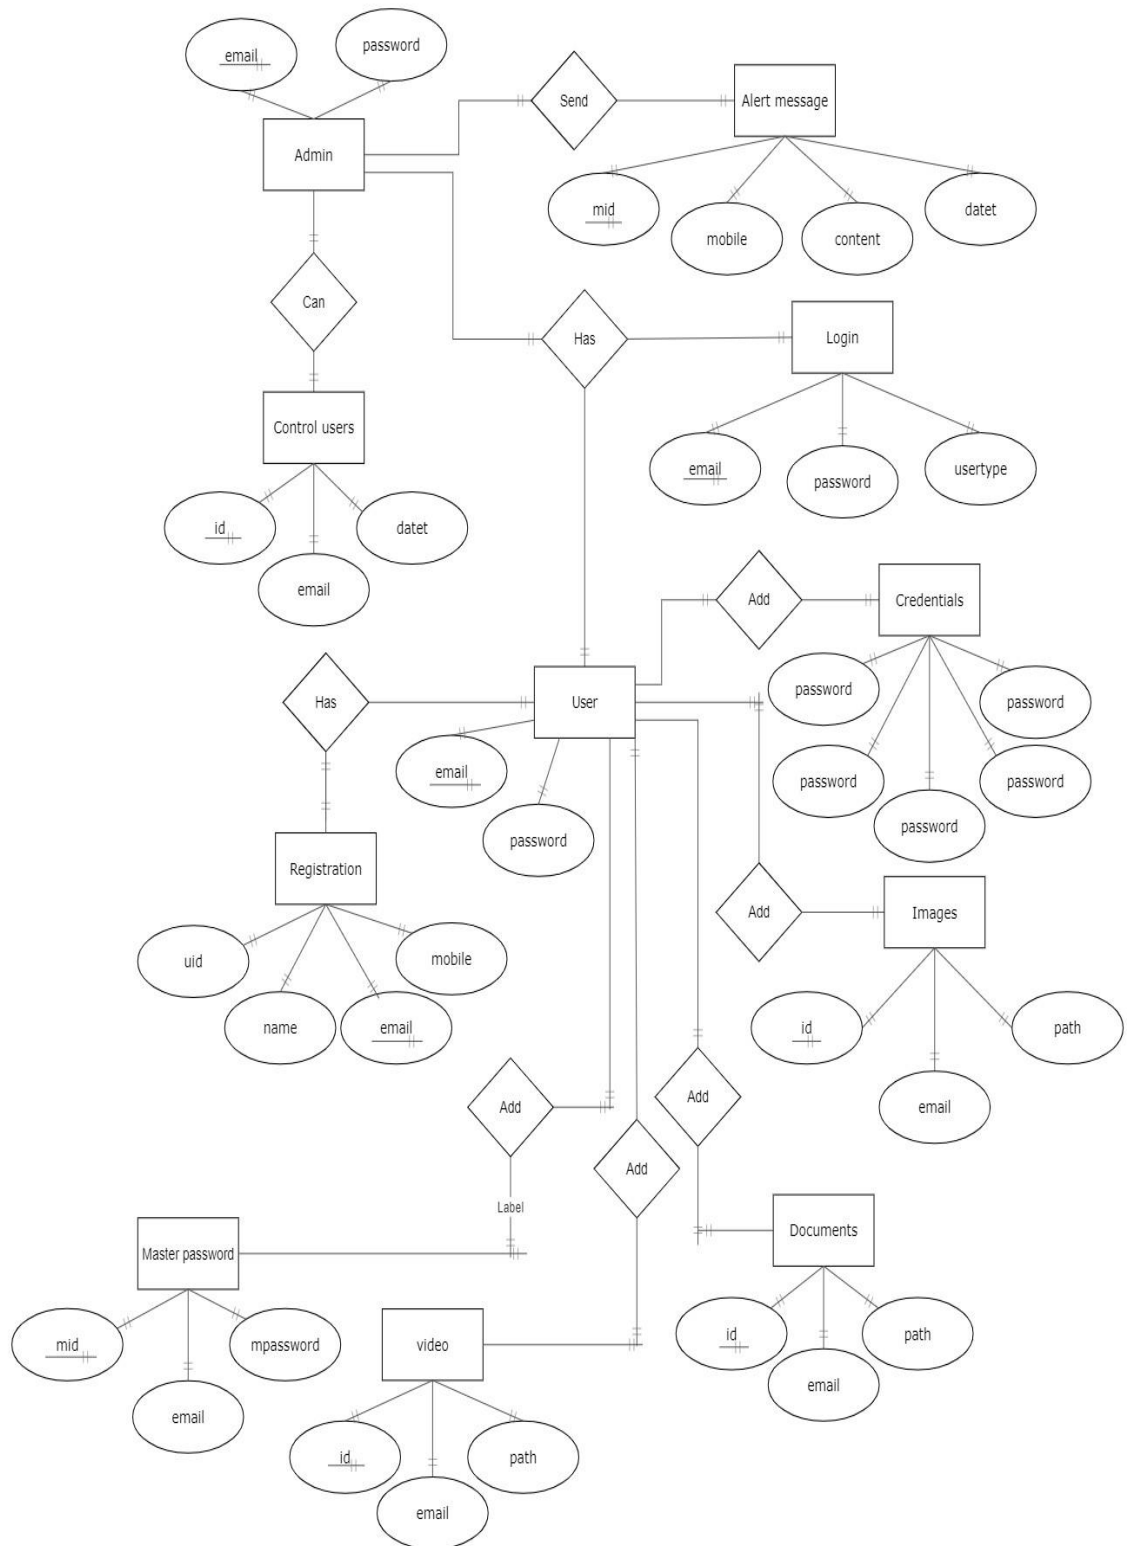 email
password
Admin
Send
Alert message
mid
mobile
content
datet
Can
Has
Login
Control users
email
password
usertype
id
email
datet
Add
Credentials
password
password
password
password
password
Has
User
email
password
Registration
uid
name
email
mobile
Add
Images
id
email
path
Add
Label
Add
Add
Master password
mid
email
mpassword
Documents
id
email
path
video
id
email
path